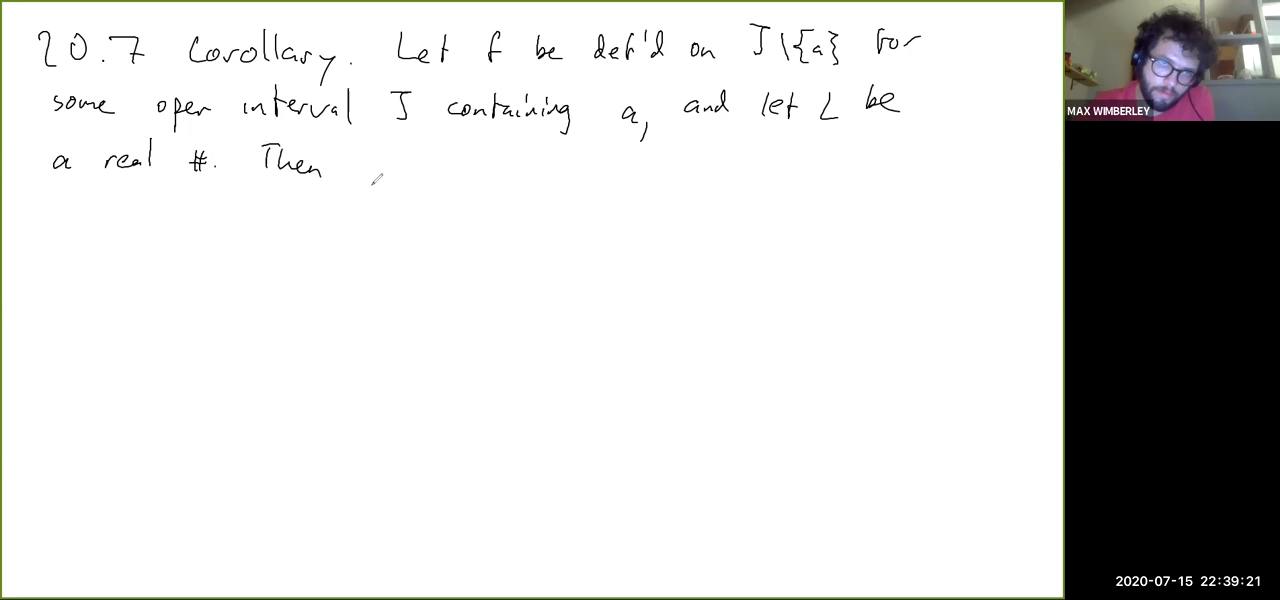 20.7 Corollary. Let f be def'd on J\{a} for
some open interval J containing a, and let L be
a real #. Then
MAX WIMBERLEY
2020-07-15 22:39:21